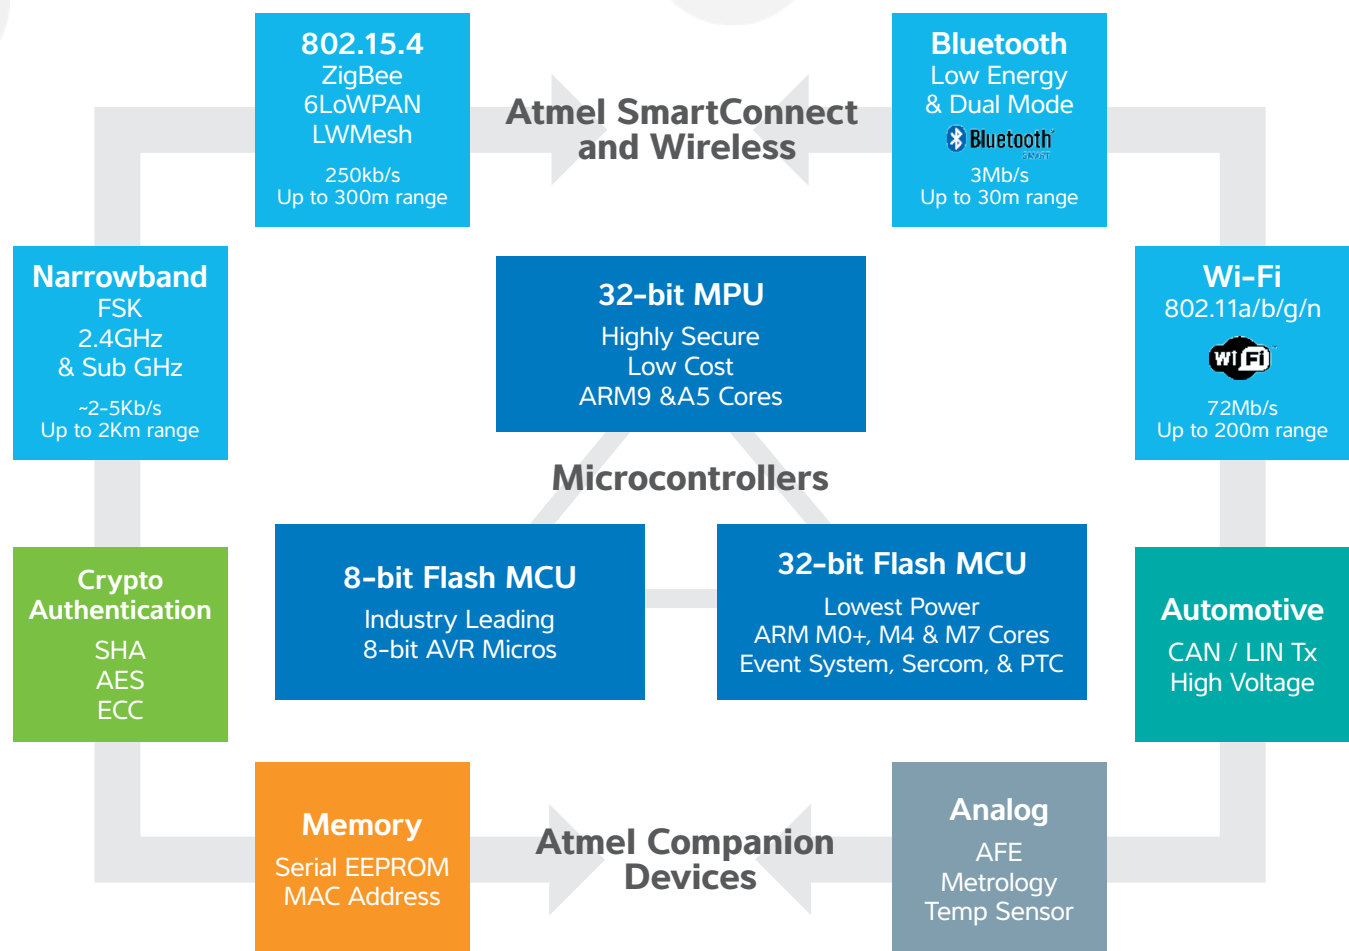 802.15.4
ZigBee
6LoWPAN
LWMesh
250kb/s
Up to 300m range
Atmel SmartConnect
and Wireless
Bluetooth
Low Energy
& Dual Mode
Bluetooth
SMART
3Mb/s
Up to 30m range
Narrowband
FSK
2.4GHz
& Sub GHz
~2-5Kb/s
Up to 2Km range
32-bit MPU
Highly Secure
Low Cost
ARM9 &A5 Cores
Wi-Fi
802.11a/b/g/n
Wi Fi
72Mb/s
Up to 200m range
Microcontrollers
8-bit Flash MCU
Industry Leading
8-bit AVR Micros
32-bit Flash MCU
Lowest Power
ARM M0+, M4 & M7 Cores
Event System, Sercom, & PTC
Crypto
Authentication
SHA
AES
ECC
Automotive
CAN / LIN Tx
High Voltage
Memory
Serial EEPROM
MAC Address
Atmel Companion
Devices
Analog
AFE
Metrology
Temp Sensor